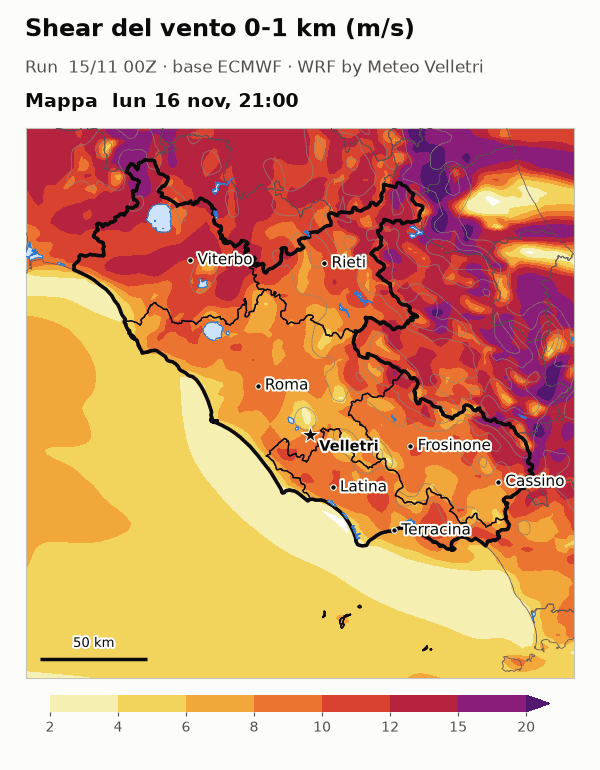 Shear del vento 0-1 km (m/s)
Run 15/11 00Z · base ECMWF · WRF by Meteo Velletri
Mappa lun 16 nov, 21:00
Viterbo
Rieti
Roma
Velletri
Frosinone
Latina
Cassino
Terracina
50 km
2 4 6 8 10 12 15 20